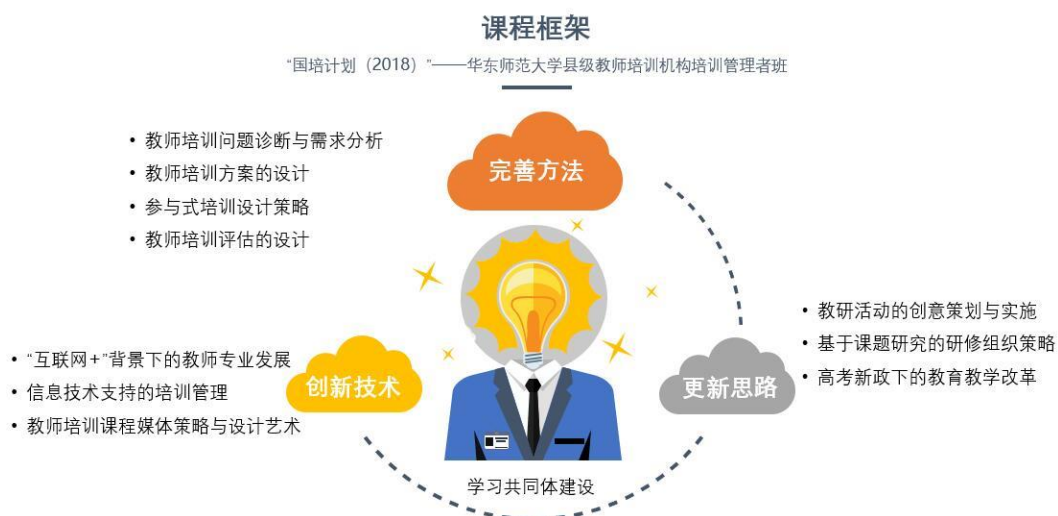 课程框架
“国培计划（2018）”——华东师范大学县级教师培训机构培训管理者班
• 教师培训问题诊断与需求分析
• 教师培训方案的设计
• 参与式培训设计策略
• 教师培训评估的设计
完善方法
• 教研活动的创意策划与实施
• 基于课题研究的研修组织策略
• 高考新政下的教育教学改革
更新思路
• “互联网+”背景下的教师专业发展
• 信息技术支持的培训管理
• 教师培训课程媒体策略与设计艺术
创新技术
学习共同体建设